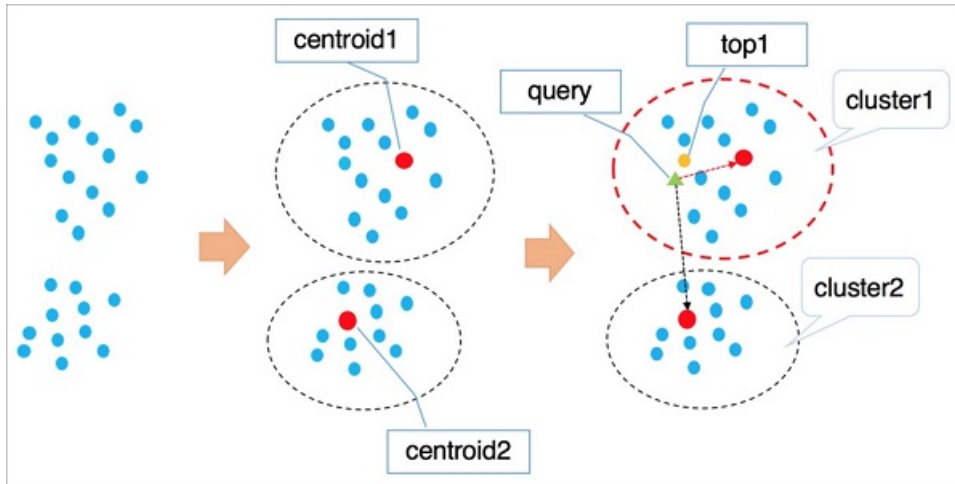 centroid1
top1
query
cluster1
cluster2
centroid2